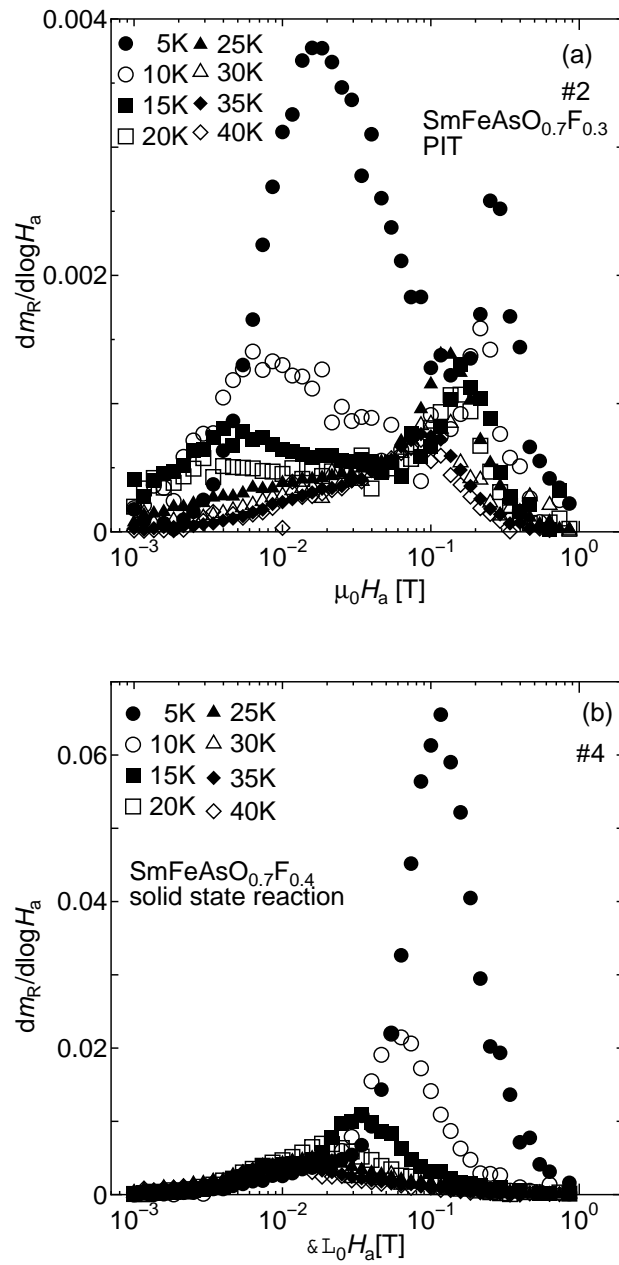 0.004
5K 25K
(a)
10K 30K
#2
15K 35K
SmFeAsO0.7F0.3
20K 40K
PIT
0.002
dmR/dlogHa
0
10−3 10−2 10−1 100
μ0Ha [T]
(b)
5K 25K
10K 30K
#4
0.06
15K 35K
20K 40K
SmFeAsO0.7F0.4
solid state reaction
0.04
dmR/dlogHa
0.02
0
10−3 10−2 10−1 100
&L0Ha[T]